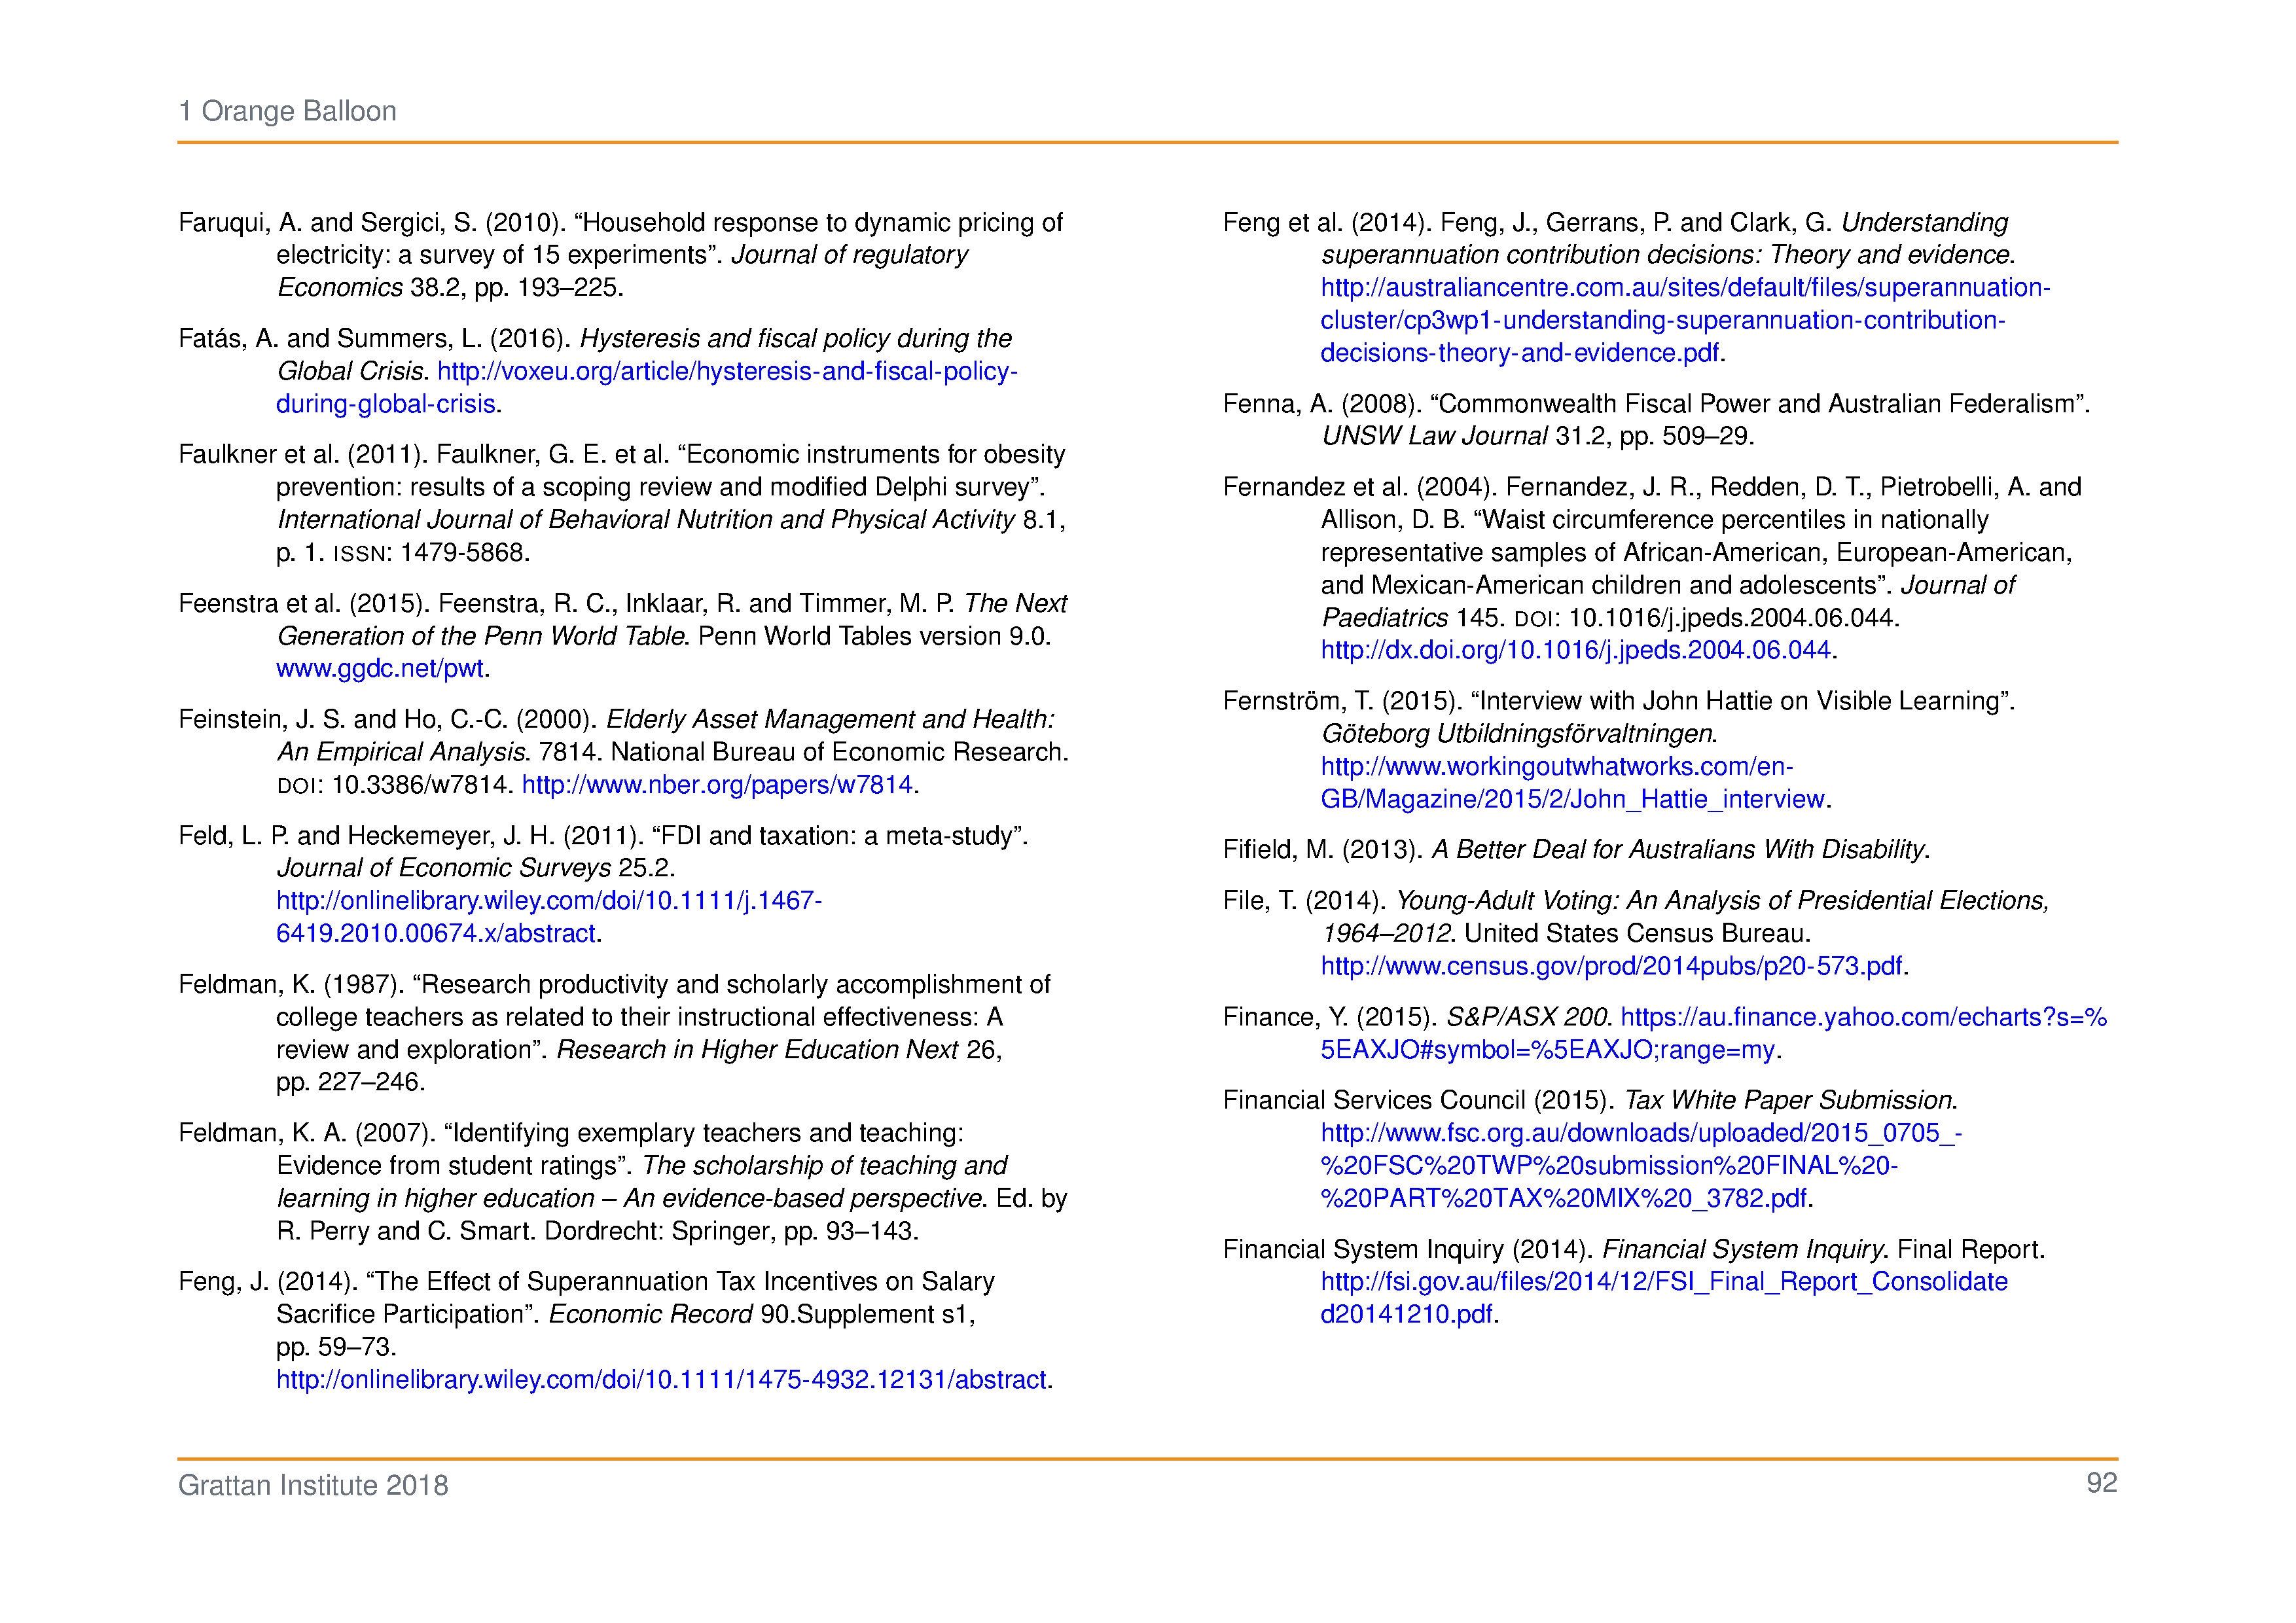 1 Orange Balloon
Faruqui, A. and Sergici, S. (2010). “Household response to dynamic pricing of
electricity: a survey of 15 experiments”. Journal of regulatory
Economics 38.2, pp. 193–225.
Fatás, A. and Summers, L. (2016). Hysteresis and fiscal policy during the
Global Crisis. http://voxeu.org/article/hysteresis-and-fiscal-policy-
during-global-crisis.
Faulkner et al. (2011). Faulkner, G. E. et al. “Economic instruments for obesity
prevention: results of a scoping review and modified Delphi survey”.
International Journal of Behavioral Nutrition and Physical Activity 8.1,
p. 1. ISSN: 1479-5868.
Feenstra et al. (2015). Feenstra, R. C., Inklaar, R. and Timmer, M. P. The Next
Generation of the Penn World Table. Penn World Tables version 9.0.
www.ggdc.net/pwt.
Feinstein, J. S. and Ho, C.-C. (2000). Elderly Asset Management and Health:
An Empirical Analysis. 7814. National Bureau of Economic Research.
DOI: 10.3386/w7814. http://www.nber.org/papers/w7814.
Feld, L. P. and Heckemeyer, J. H. (2011). “FDI and taxation: a meta-study”.
Journal of Economic Surveys 25.2.
http://onlinelibrary.wiley.com/doi/10.1111/j.1467-
6419.2010.00674.x/abstract.
Feldman, K. (1987). “Research productivity and scholarly accomplishment of
college teachers as related to their instructional effectiveness: A
review and exploration”. Research in Higher Education Next 26,
pp. 227–246.
Feldman, K. A. (2007). “Identifying exemplary teachers and teaching:
Evidence from student ratings”. The scholarship of teaching and
learning in higher education – An evidence-based perspective. Ed. by
R. Perry and C. Smart. Dordrecht: Springer, pp. 93–143.
Feng, J. (2014). “The Effect of Superannuation Tax Incentives on Salary
Sacrifice Participation”. Economic Record 90.Supplement s1,
pp. 59–73.
http://onlinelibrary.wiley.com/doi/10.1111/1475-4932.12131/abstract.
Feng et al. (2014). Feng, J., Gerrans, P. and Clark, G. Understanding
superannuation contribution decisions: Theory and evidence.
http://australiancentre.com.au/sites/default/files/superannuation-
cluster/cp3wp1-understanding-superannuation-contribution-
decisions-theory-and-evidence.pdf.
Fenna, A. (2008). “Commonwealth Fiscal Power and Australian Federalism”.
UNSW Law Journal 31.2, pp. 509–29.
Fernandez et al. (2004). Fernandez, J. R., Redden, D. T., Pietrobelli, A. and
Allison, D. B. “Waist circumference percentiles in nationally
representative samples of African-American, European-American,
and Mexican-American children and adolescents”. Journal of
Paediatrics 145. DOI: 10.1016/j.jpeds.2004.06.044.
http://dx.doi.org/10.1016/j.jpeds.2004.06.044.
Fernström, T. (2015). “Interview with John Hattie on Visible Learning”.
Göteborg Utbildningsförvaltningen.
http://www.workingoutwhatworks.com/en-
GB/Magazine/2015/2/John_Hattie_interview.
Fifield, M. (2013). A Better Deal for Australians With Disability.
File, T. (2014). Young-Adult Voting: An Analysis of Presidential Elections,
1964–2012. United States Census Bureau.
http://www.census.gov/prod/2014pubs/p20-573.pdf.
Finance, Y. (2015). S&P/ASX 200. https://au.finance.yahoo.com/echarts?s=%
5EAXJO#symbol=%5EAXJO;range=my.
Financial Services Council (2015). Tax White Paper Submission.
http://www.fsc.org.au/downloads/uploaded/2015_0705_-
%20FSC%20TWP%20submission%20FINAL%20-
%20PART%20TAX%20MIX%20_3782.pdf.
Financial System Inquiry (2014). Financial System Inquiry. Final Report.
http://fsi.gov.au/files/2014/12/FSI_Final_Report_Consolidate
d20141210.pdf.
Grattan Institute 2018
92